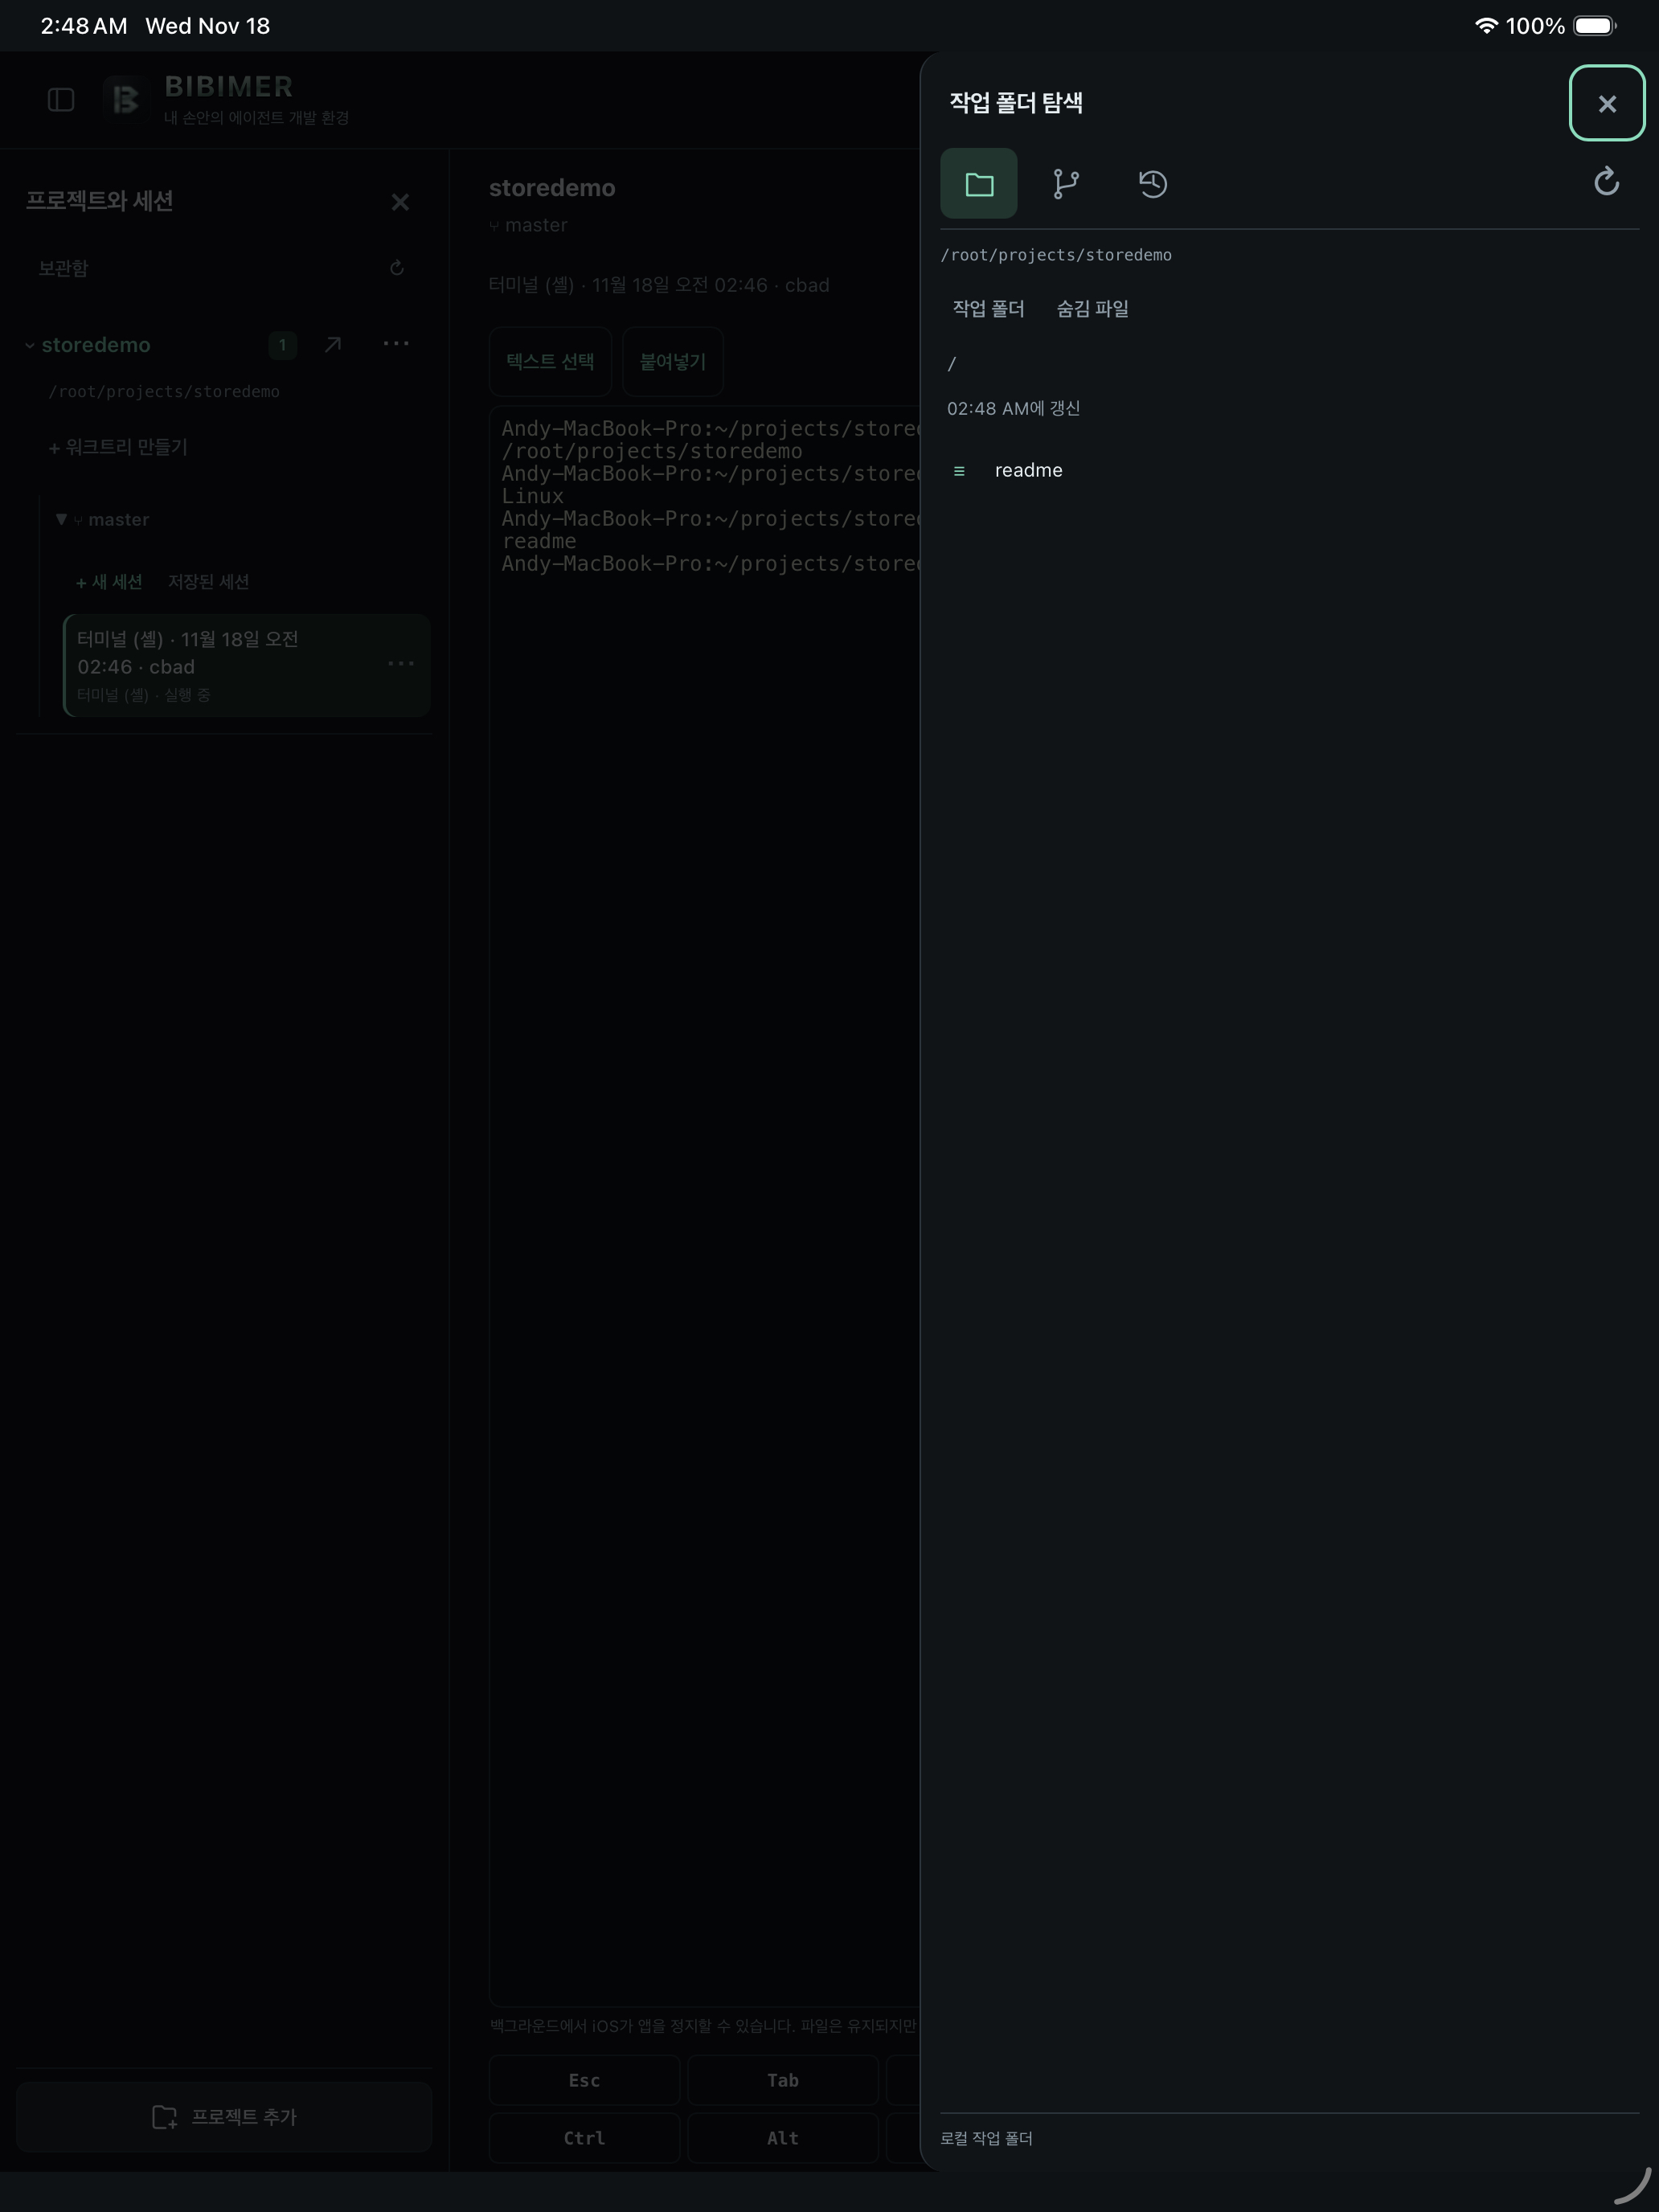 2:48 AM Wed Nov 18
100%
BIBIMER
내 손안의 에이전트 개발 환경
프로젝트와 세션
보관함
storedemo
1
/root/projects/storedemo
+ 워크트리 만들기
master
+ 새 세션 저장된 세션
터미널 (셸) · 11월 18일 오전
02:46 · cbad
터미널 (셸) · 실행 중
프로젝트 추가
storedemo
master
터미널 (셸) · 11월 18일 오전 02:46 · cbad
텍스트 선택 붙여넣기
Andy-MacBook-Pro:~/projects/stored
/root/projects/storedemo
Andy-MacBook-Pro:~/projects/stored
Linux
Andy-MacBook-Pro:~/projects/stored
readme
Andy-MacBook-Pro:~/projects/stored
백그라운드에서 iOS가 앱을 정지할 수 있습니다. 파일은 유지되지만
Esc Tab
Ctrl Alt
작업 폴더 탐색
/root/projects/storedemo
작업 폴더 숨김 파일
/
02:48 AM에 갱신
readme
로컬 작업 폴더